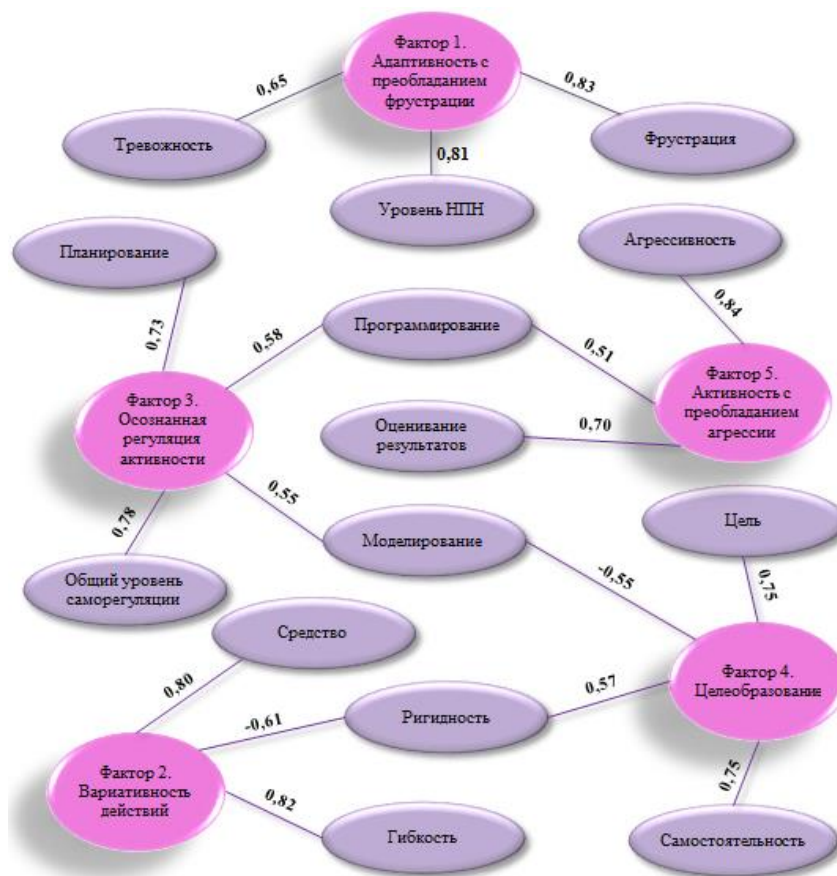 Фактор 1.
Адаптивность с
преобладанием
фрустрации
0,65
0,83
0,81
Тревожность
Фрустрация
Уровень НПН
Планирование
Агрессивность
0,73
0,58
Программирование
0,51
0,84
Фактор 3.
Осознанная
регуляция
активности
Фактор 5.
Активность с
преобладанием
агрессии
Оценивание
результатов
0,70
0,78
0,55
Моделирование
-0,55
Цель
0,75
Общий уровень
саморегуляции
Средство
0,80
-0,61
Ригидность
0,57
Фактор 4.
Целеобразование
Фактор 2.
Вариативность
действий
0,82
Гибкость
0,75
Самостоятельность